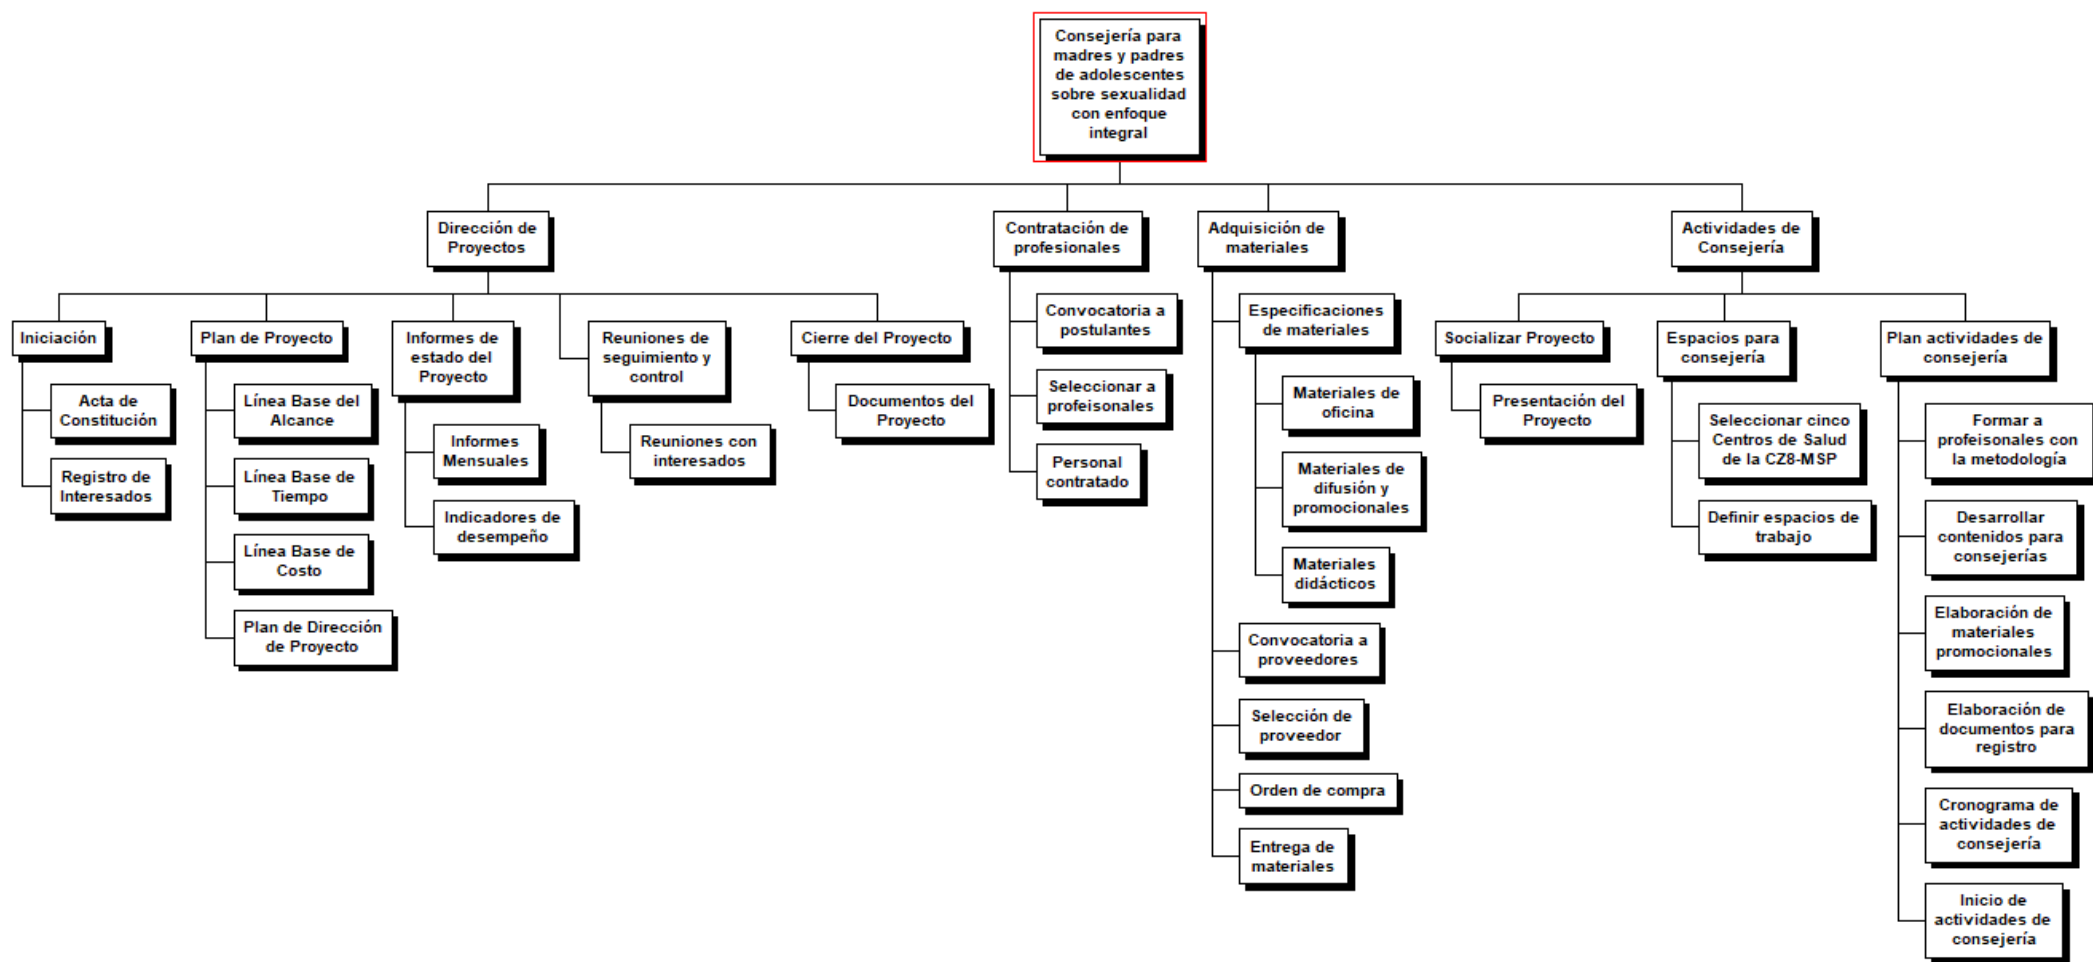 Consejería para
madres y padres
de adolescentes
sobre sexualidad
con enfoque
integral
Dirección de
Proyectos
Contratación de
profesionales
Adquisición de
materiales
Actividades de
Consejería
Iniciación
Acta de
Constitución
Registro de
Interesados
Plan de Proyecto
Línea Base del
Alcance
Línea Base de
Tiempo
Línea Base de
Costo
Plan de Dirección
de Proyecto
Informes de
estado del
Proyecto
Informes
Mensuales
Indicadores de
desempeño
Reuniones de
seguimiento y
control
Reuniones con
interesados
Cierre del Proyecto
Documentos del
Proyecto
Convocatoria a
postulantes
Seleccionar a
profeisonales
Personal
contratado
Especificaciones
de materiales
Materiales de
oficina
Materiales de
difusión y
promocionales
Materiales
didácticos
Convocatoria a
proveedores
Selección de
proveedor
Orden de compra
Entrega de
materiales
Socializar Proyecto
Presentación del
Proyecto
Espacios para
consejería
Seleccionar cinco
Centros de Salud
de la CZ8-MSP
Definir espacios de
trabajo
Plan actividades de
consejería
Formar a
profeisonales con
la metodología
Desarrollar
contenidos para
consejerías
Elaboración de
materiales
promocionales
Elaboración de
documentos para
registro
Cronograma de
actividades de
consejería
Inicio de
actividades de
consejería